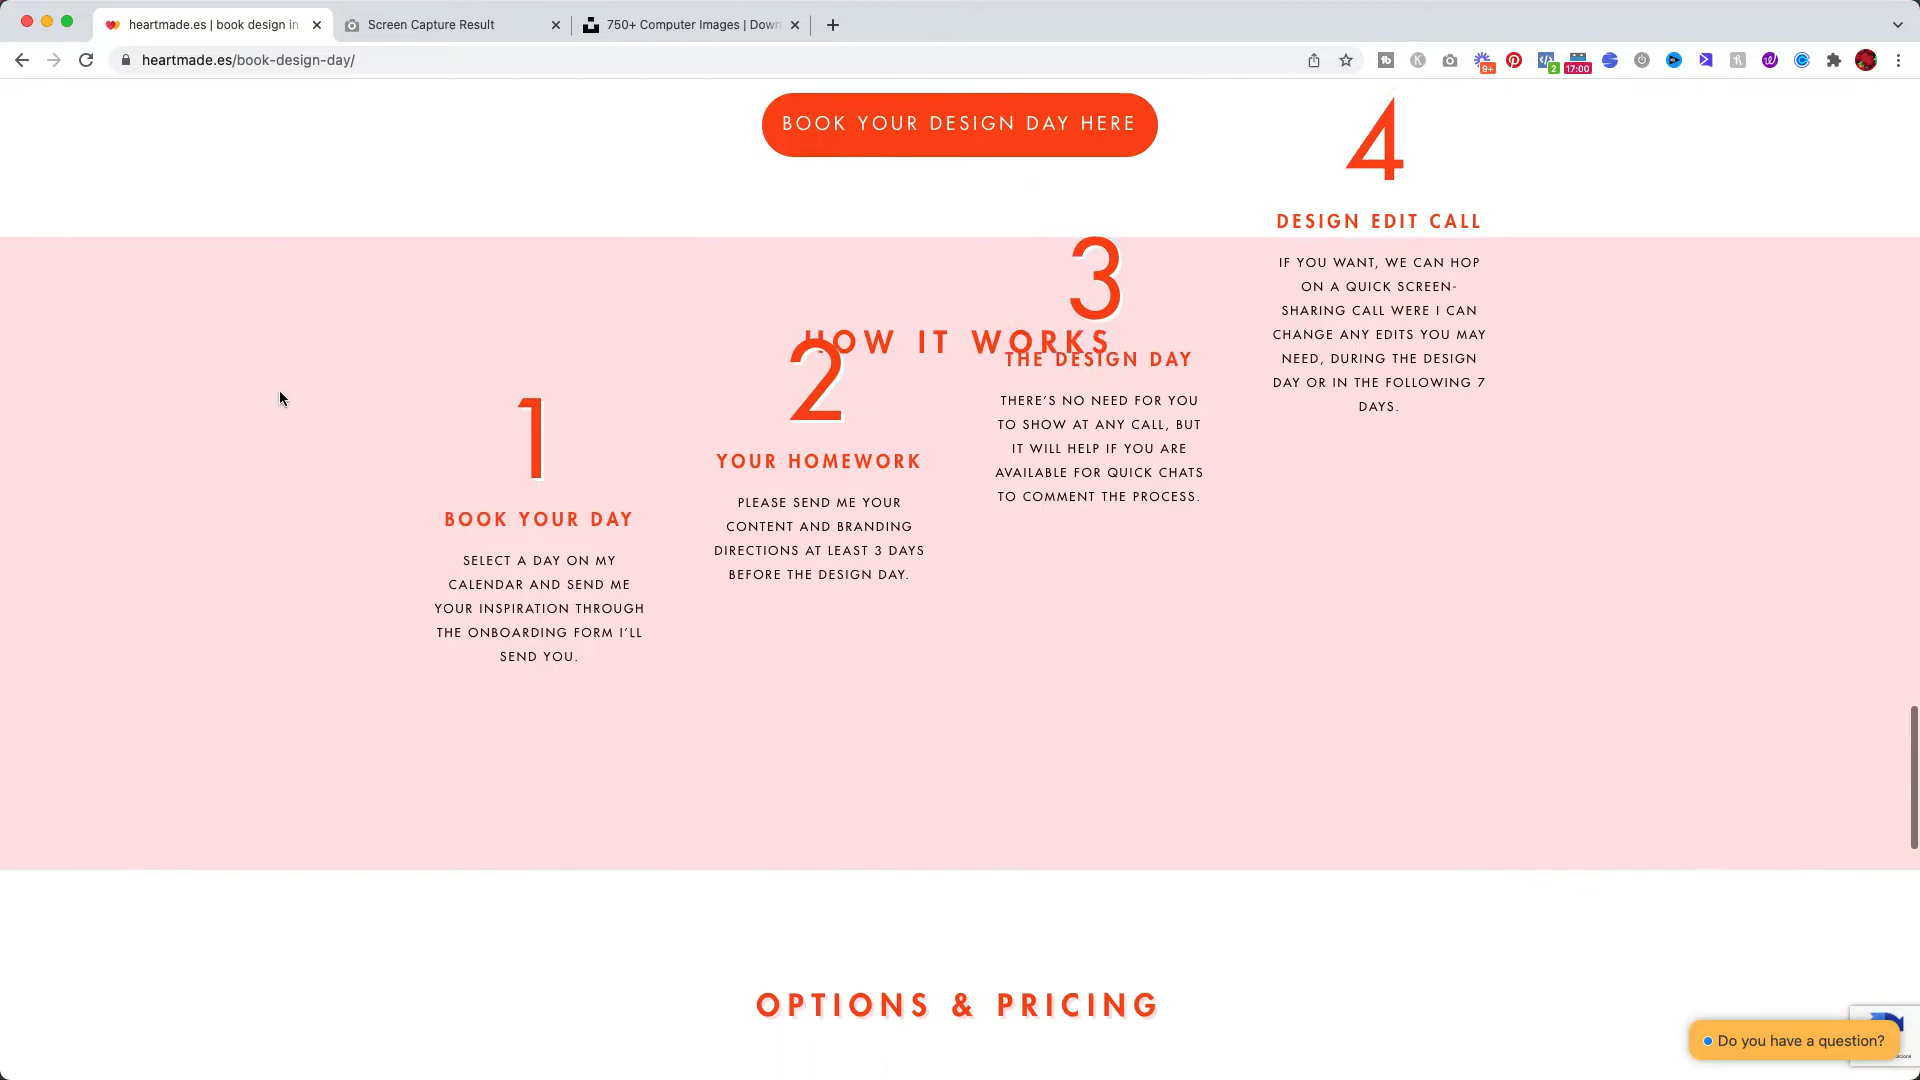 heartmade.es | book design in
Screen Capture Result
750+ Computer Images | Down
heartmade.es/book-design-day/
9+
2
17:00
BOOK YOUR DESIGN DAY HERE
HOW IT WORKS
1
BOOK YOUR DAY
SELECT A DAY ON MY
CALENDAR AND SEND ME
YOUR INSPIRATION THROUGH
THE ONBOARDING FORM I'LL
SEND YOU.
2
YOUR HOMEWORK
PLEASE SEND ME YOUR
CONTENT AND BRANDING
DIRECTIONS AT LEAST 3 DAYS
BEFORE THE DESIGN DAY.
3
THE DESIGN DAY
THERE'S NO NEED FOR YOU
TO SHOW AT ANY CALL, BUT
IT WILL HELP IF YOU ARE
AVAILABLE FOR QUICK CHATS
TO COMMENT THE PROCESS.
4
DESIGN EDIT CALL
IF YOU WANT, WE CAN HOP
ON A QUICK SCREEN-
SHARING CALL WERE I CAN
CHANGE ANY EDITS YOU MAY
NEED, DURING THE DESIGN
DAY OR IN THE FOLLOWING 7
DAYS.
OPTIONS & PRICING
Do you have a question?